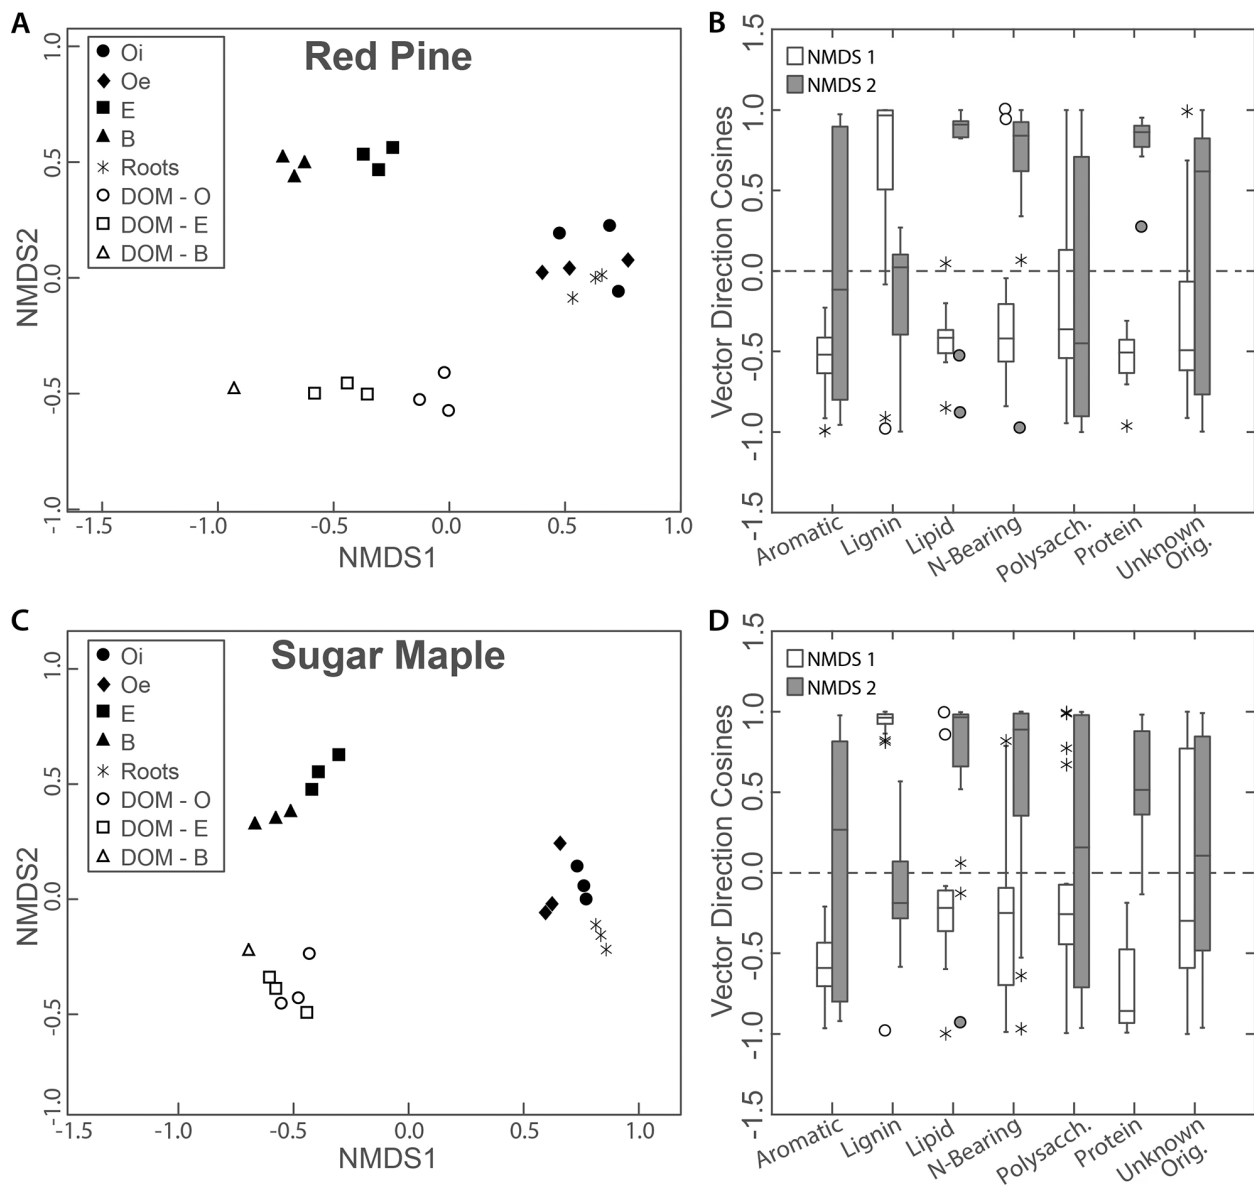 A
Red Pine
Oi
Oe
E
B
Roots
DOM - O
DOM - E
DOM - B
1.0
0.5
0.0
-0.5
-1.0
NMDS2
-1.5 -1.0 -0.5 0.0 0.5 1.0
NMDS1
B
NMDS 1
NMDS 2
1.5
1.0
0.5
0.0
-0.5
-1.0
-1.5
Vector Direction Cosines
Aromatic
Lignin
Lipid
N-Bearing
Polysacch.
Protein
Unknown
Orig.
C
Sugar Maple
Oi
Oe
E
B
Roots
DOM - O
DOM - E
DOM - B
1.0
0.5
0.0
-0.5
-1.0
NMDS2
-1.5 -1.0 -0.5 0.0 0.5 1.0
NMDS1
D
NMDS 1
NMDS 2
1.5
1.0
0.5
0.0
-0.5
-1.0
-1.5
Vector Direction Cosines
Aromatic
Lignin
Lipid
N-Bearing
Polysacch.
Protein
Unknown
Orig.